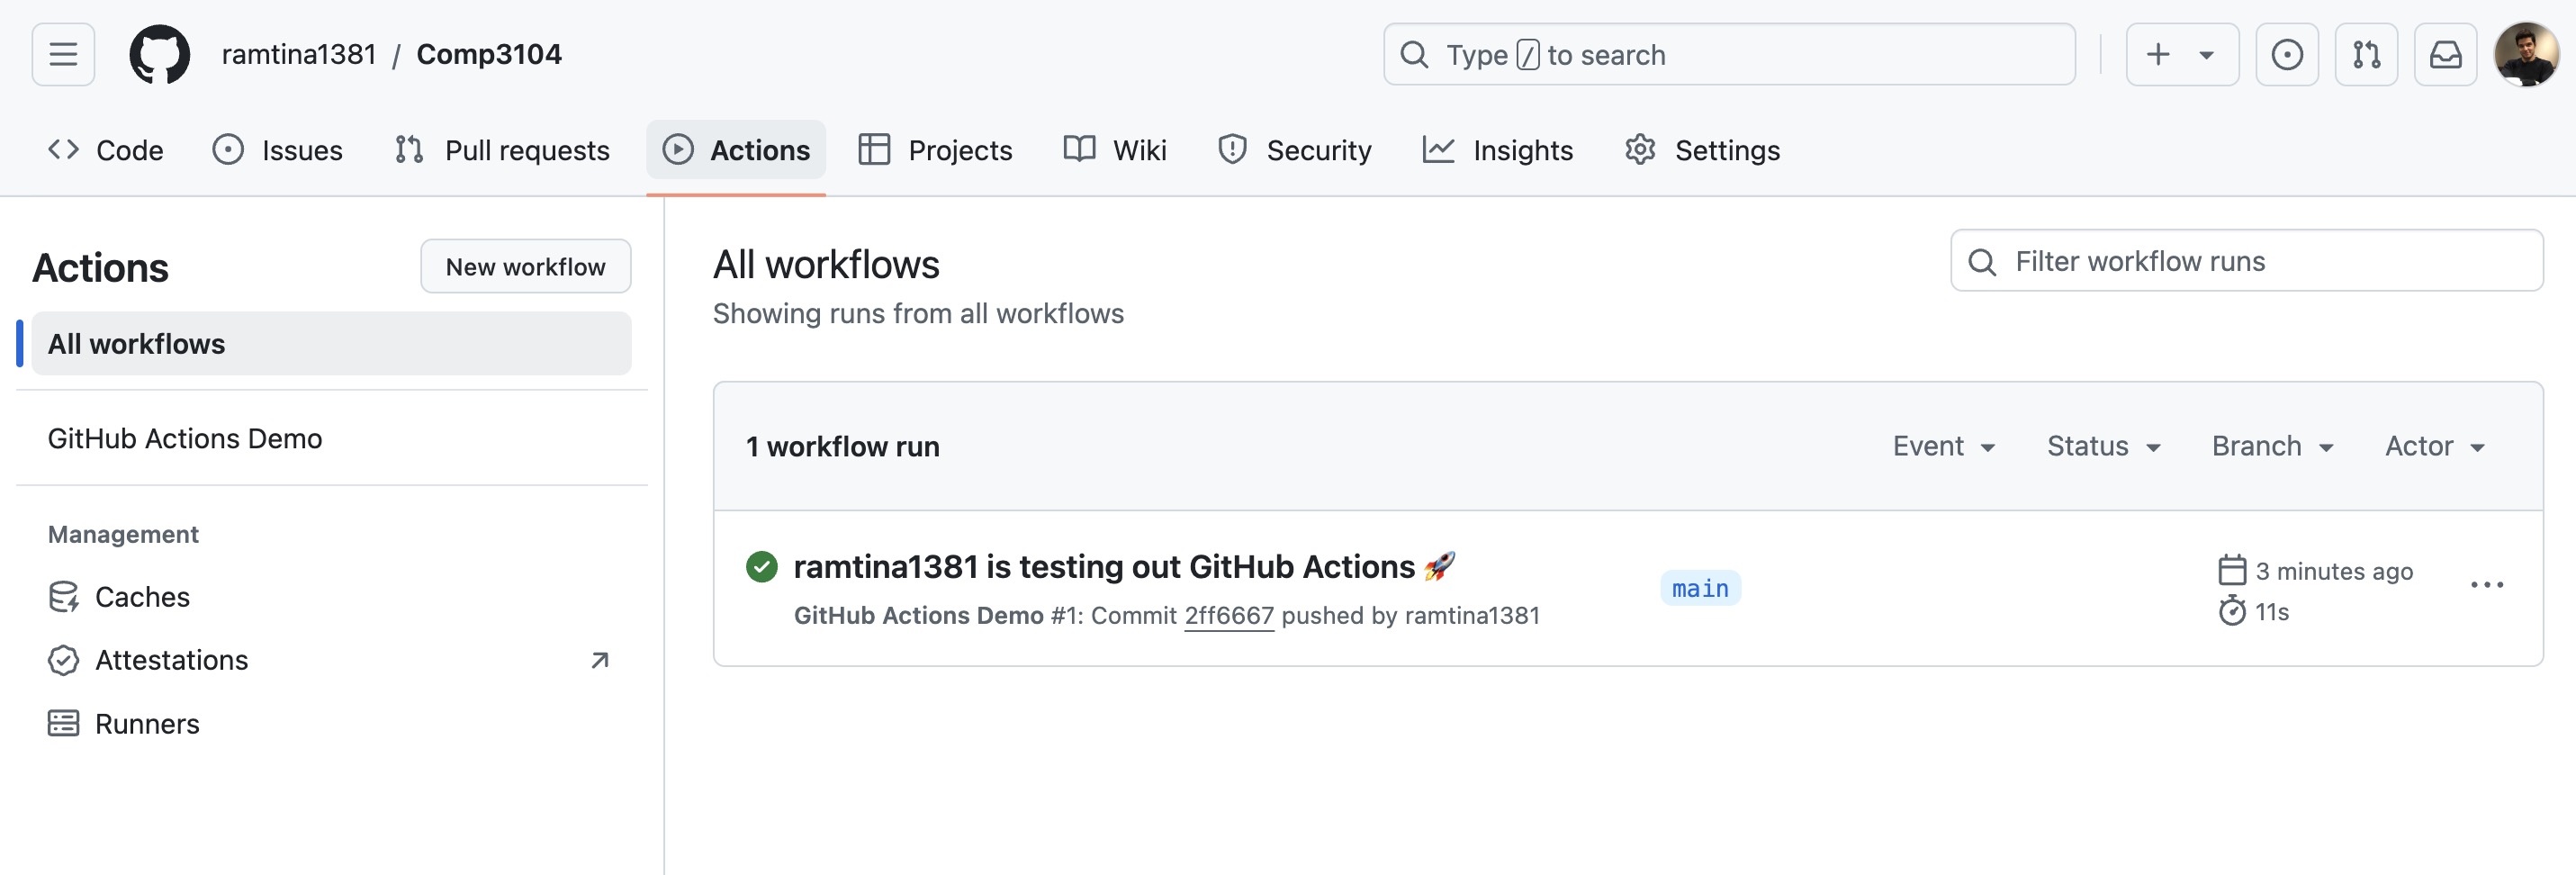 ramtina1381 / Comp3104
Type / to search
Code Issues Pull requests Actions Projects Wiki Security Insights Settings
Actions
New workflow
All workflows
GitHub Actions Demo
Management
Caches
Attestations
Runners
All workflows
Showing runs from all workflows
Filter workflow runs
1 workflow run
Event Status Branch Actor
ramtina1381 is testing out GitHub Actions 🚀
GitHub Actions Demo #1: Commit 2ff6667 pushed by ramtina1381
main
3 minutes ago
11s